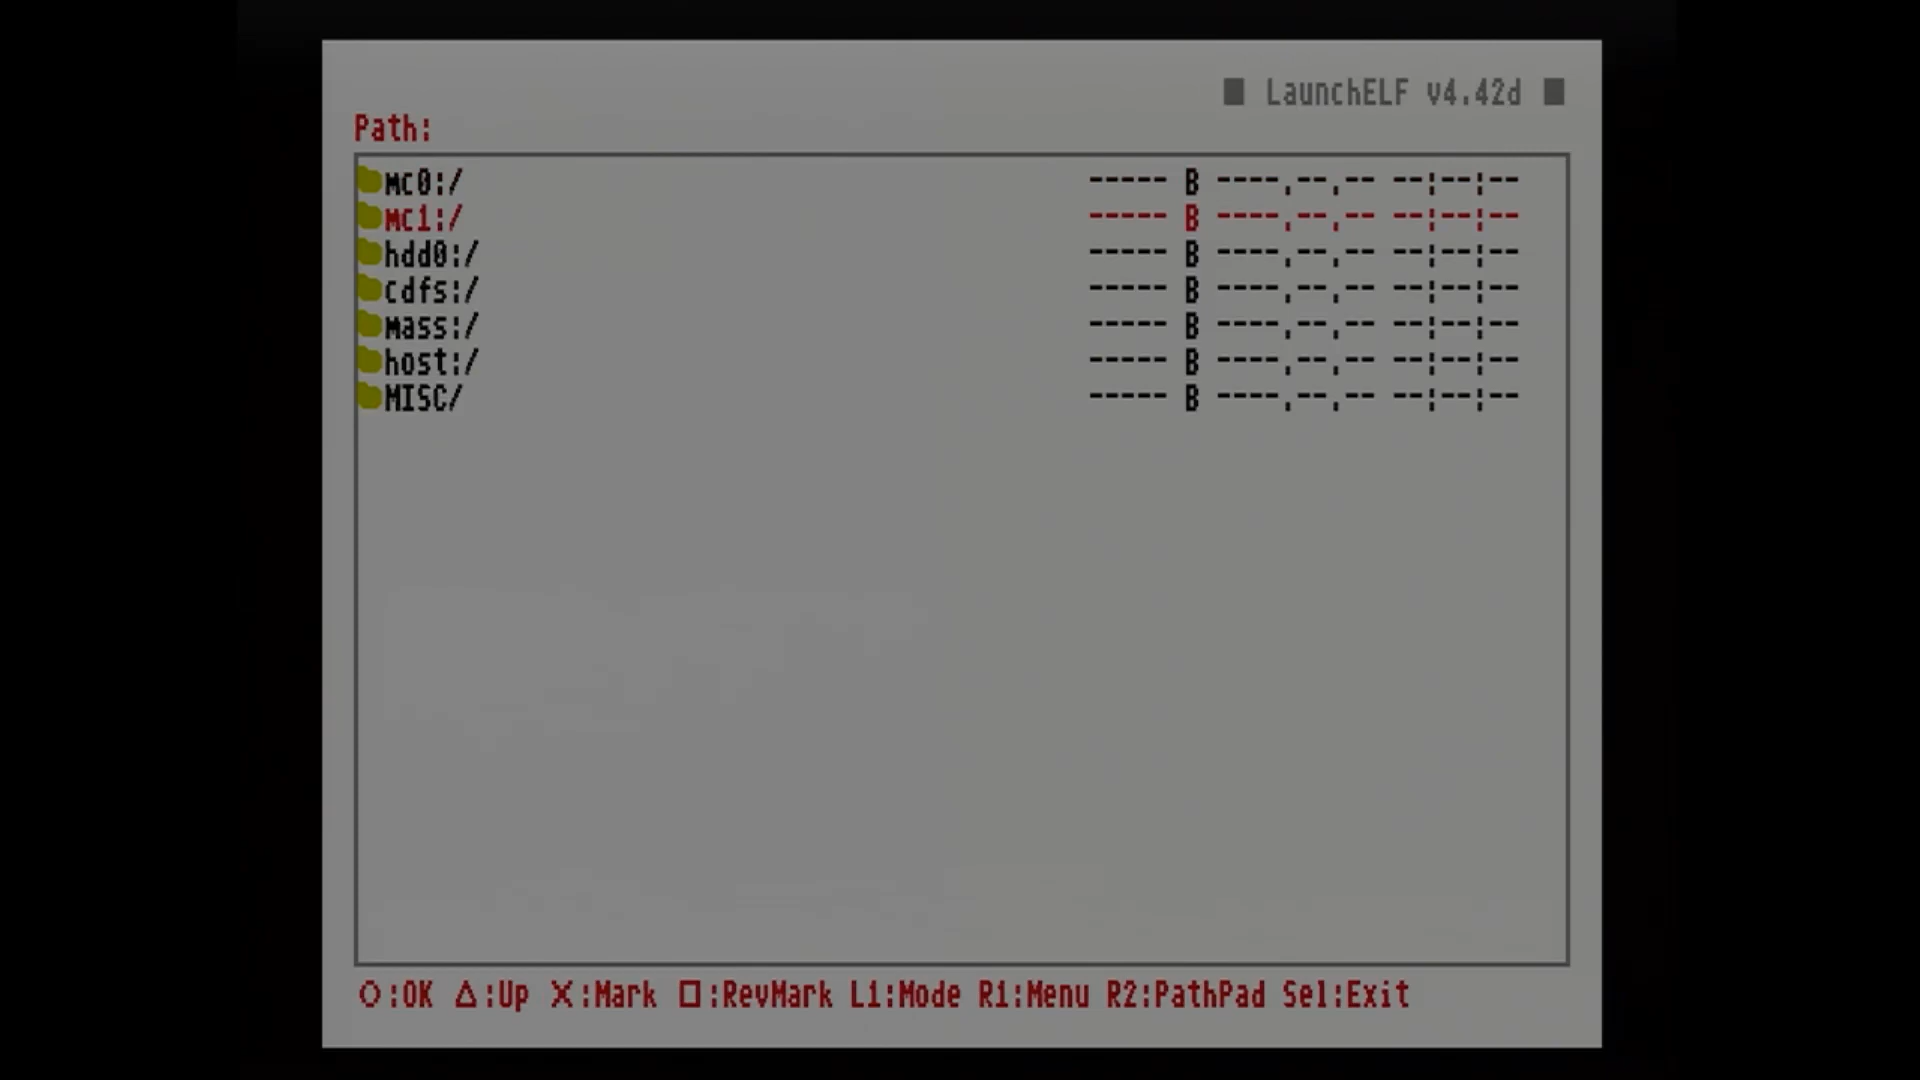 ■ LaunchELF v4.42d ■
Path:
mc0:/ ----- B ----.--.-- --:--:--
mc1:/ ----- B ----.--.-- --:--:--
hdd0:/ ----- B ----.--.-- --:--:--
cdfs:/ ----- B ----.--.-- --:--:--
mass:/ ----- B ----.--.-- --:--:--
host:/ ----- B ----.--.-- --:--:--
MISC/ ----- B ----.--.-- --:--:--
○:OK △:Up ×:Mark □:RevMark L1:Mode R1:Menu R2:PathPad Sel:Exit